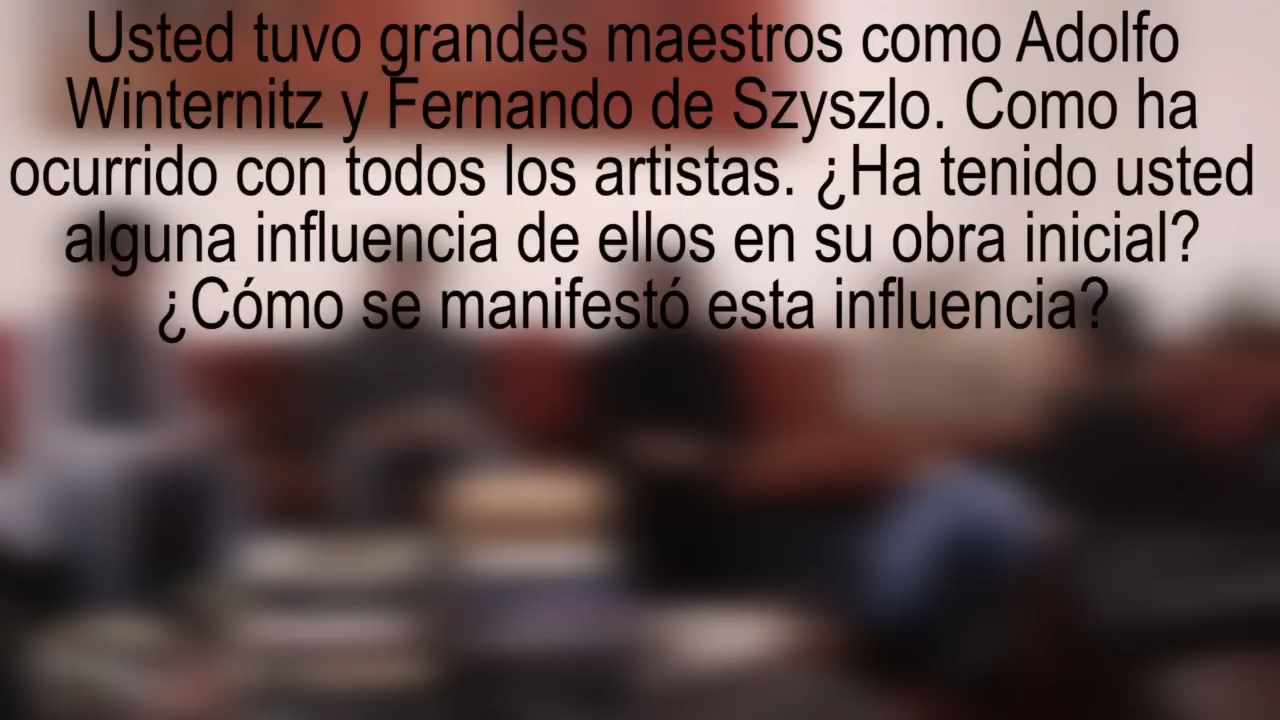 Usted tuvo grandes maestros como Adolfo
Winternitz y Fernando de Szyszlo. Como ha
ocurrido con todos los artistas. ¿Ha tenido usted
alguna influencia de ellos en su obra inicial?
¿Cómo se manifestó esta influencia?